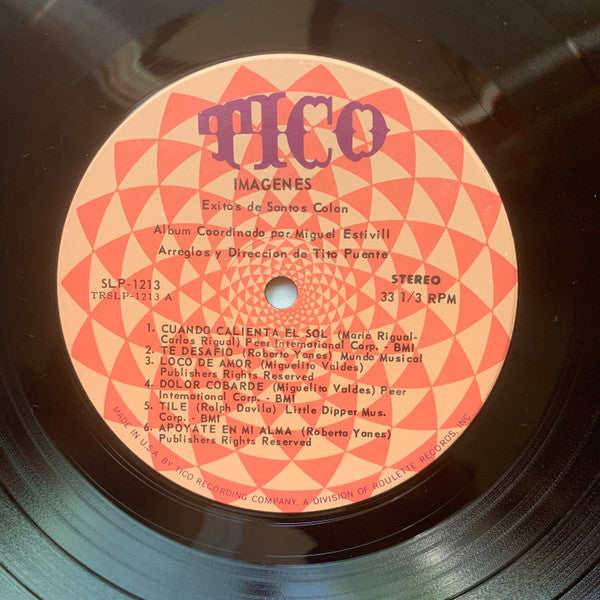 TICO
IMAGENES
Exitos de Santos Colon
Album Coordinado por Miguel Estivill
Arreglos y Direccion de Tito Puente
SLP-1213
TRSLP-1213 A
STEREO
33 1/3 RPM
1. CUANDO CALIENTA EL SOL (Mario Rigual-
Carlos Rigual) Peer International Corp. - BMI
2. TE DESAFIO (Roberto Yanes) Mundo Musical
3. LOCO DE AMOR (Miguelito Valdes)
Publishers Rights Reserved
4. DOLOR COBARDE (Miguelito Valdes) Peer
International Corp. - BMI
5. TILE (Ralph Davila) Little Dipper Mus.
Corp. - BMI
6. APOYATE EN MI ALMA (Roberto Yanes)
Publishers Rights Reserved
MADE IN U.S.A. BY TICO RECORDING COMPANY, A DIVISION OF ROULETTE RECORDS, INC.